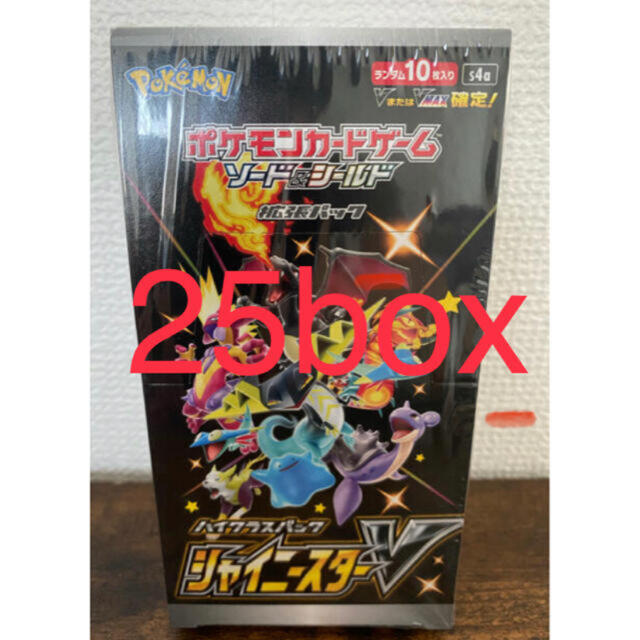 Pokémon
ランダム10枚入り
s4a
VまたはVMAX確定!
ポケモンカードゲーム
ソード&シールド
拡張パック
25box
ハイクラスパック
シャイニースターV